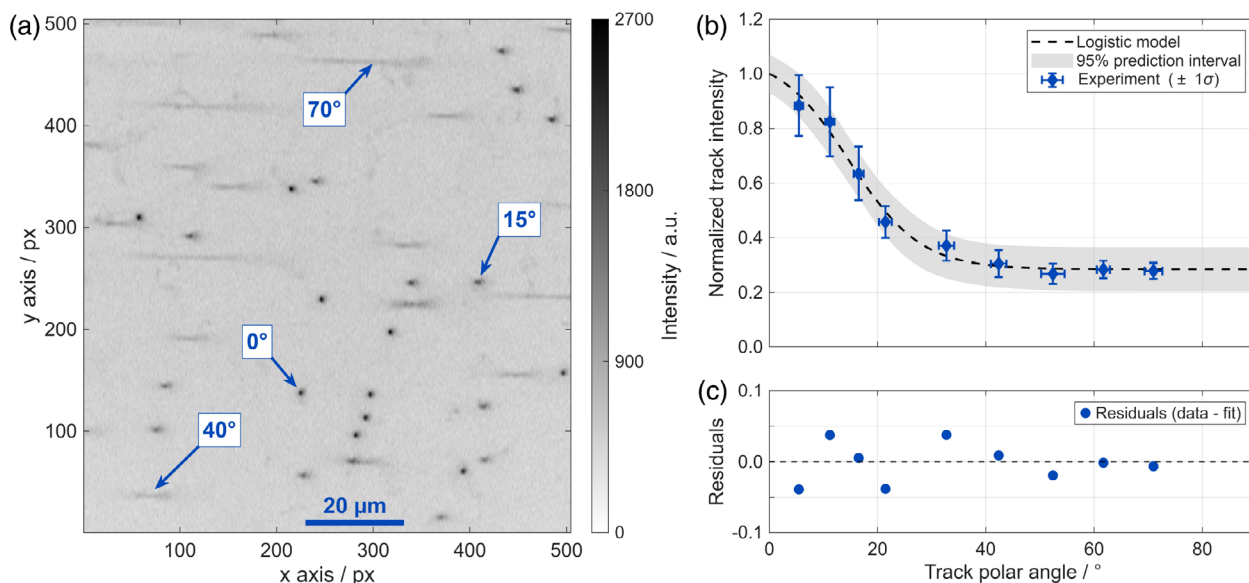 (a)
500
400
300
200
100
y axis / px
100
200
300
400
500
x axis / px
70°
15°
0°
40°
20 µm
2700
1800
900
0
Intensity / a.u.
(b)
1.0
0.8
0.6
0.4
0.2
0.0
Normalized track intensity
Logistic model
95% prediction interval
Experiment ( ± 1σ)
(c)
0.1
0.0
-0.1
Residuals
Residuals (data - fit)
0
20
40
60
80
Track polar angle / °